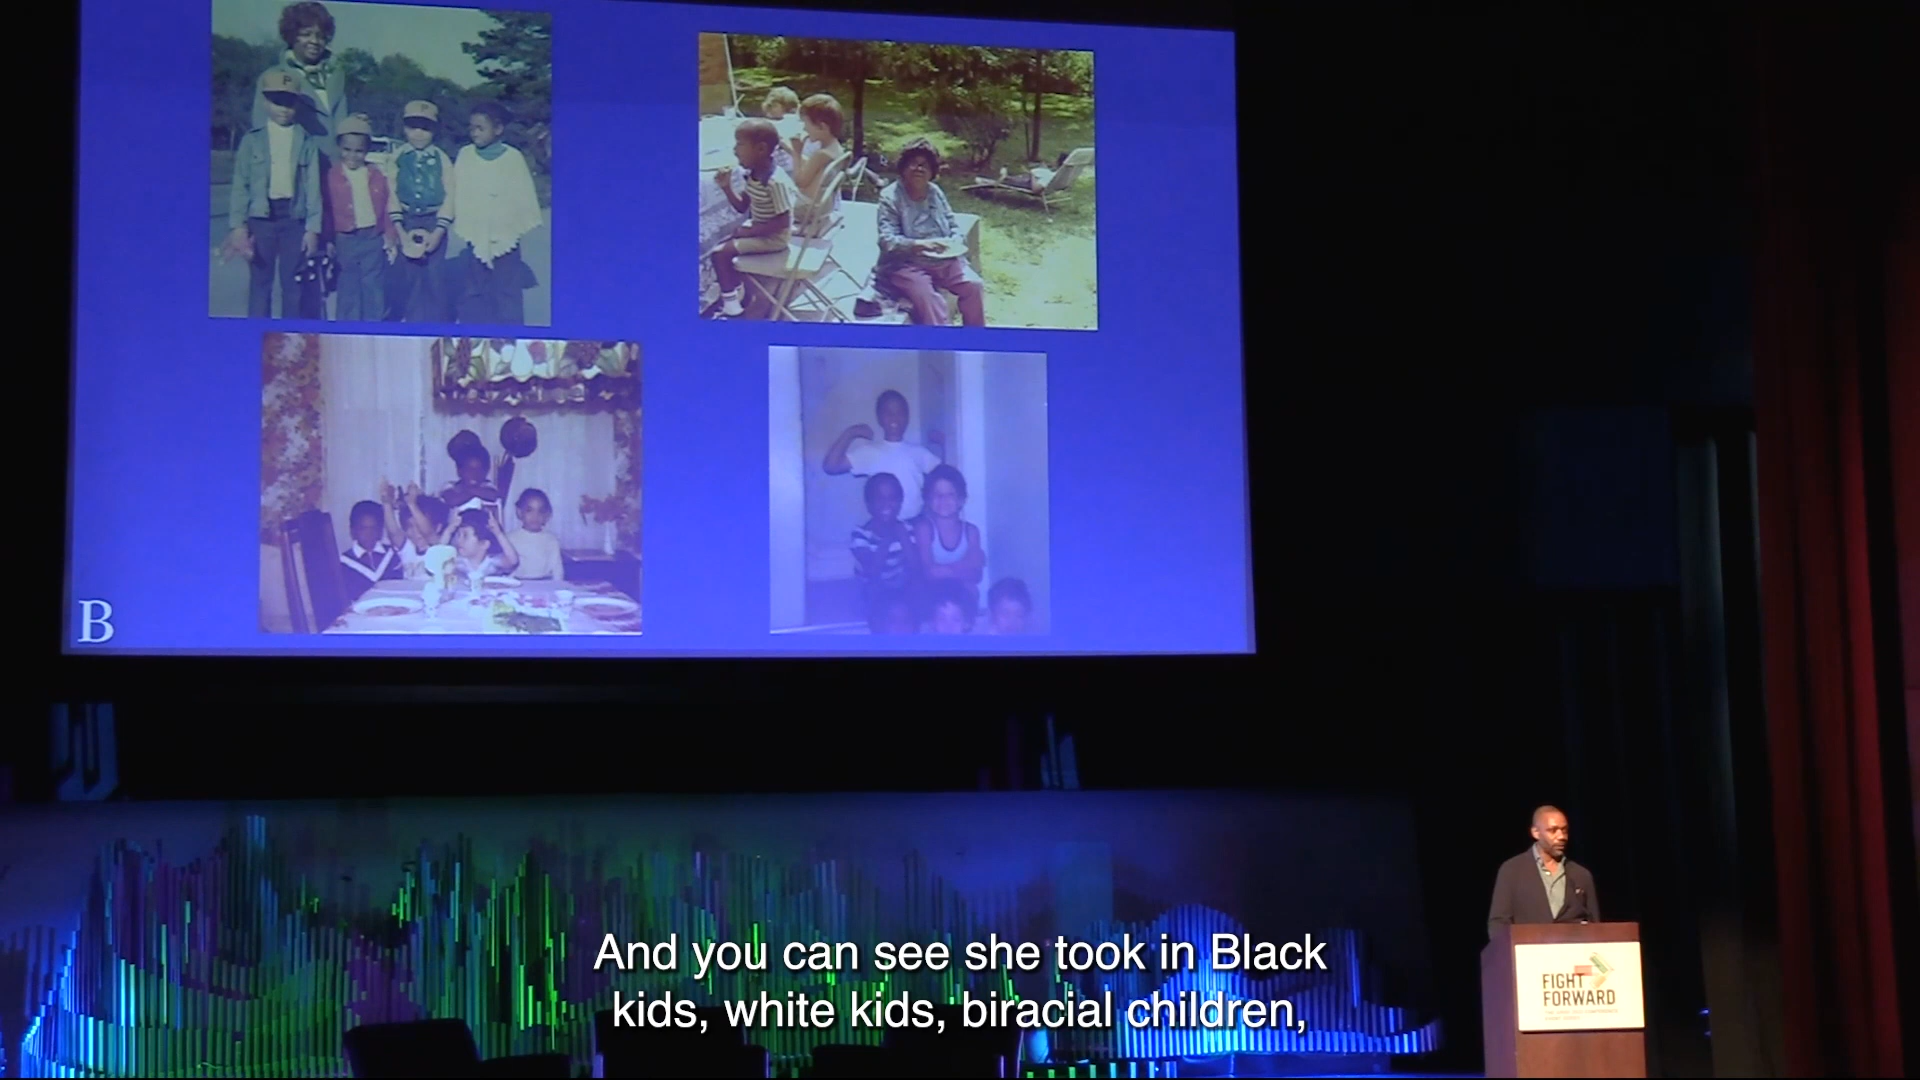 P
P
B
And you can see she took in Black
kids, white kids, biracial children,
FIGHT
FORWARD